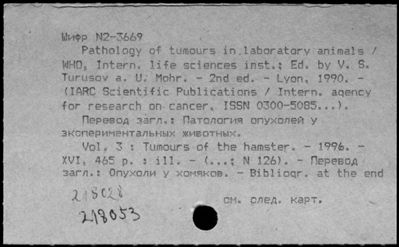 Шифр N2-3669
Pathology of tumours in laboratory animals /
WHO, Intern. life sciences inst.; Ed. by V. S.
Turusov a. U. Mohr. - 2nd ed. - Lyon, 1990. -
(IARC Scientific Publications / Intern. agency
for research on cancer, ISSN 0300-5085...).
Перевод загл.: Патология опухолей у
экспериментальных животных.
Vol. 3 : Tumours of the hamster. - 1996. -
XVI, 465 p. : ill. - (...; N 126). - Перевод
загл.: Опухоли у хомяков. - Bibliogr. at the end
см. след. карт.
218028
218053